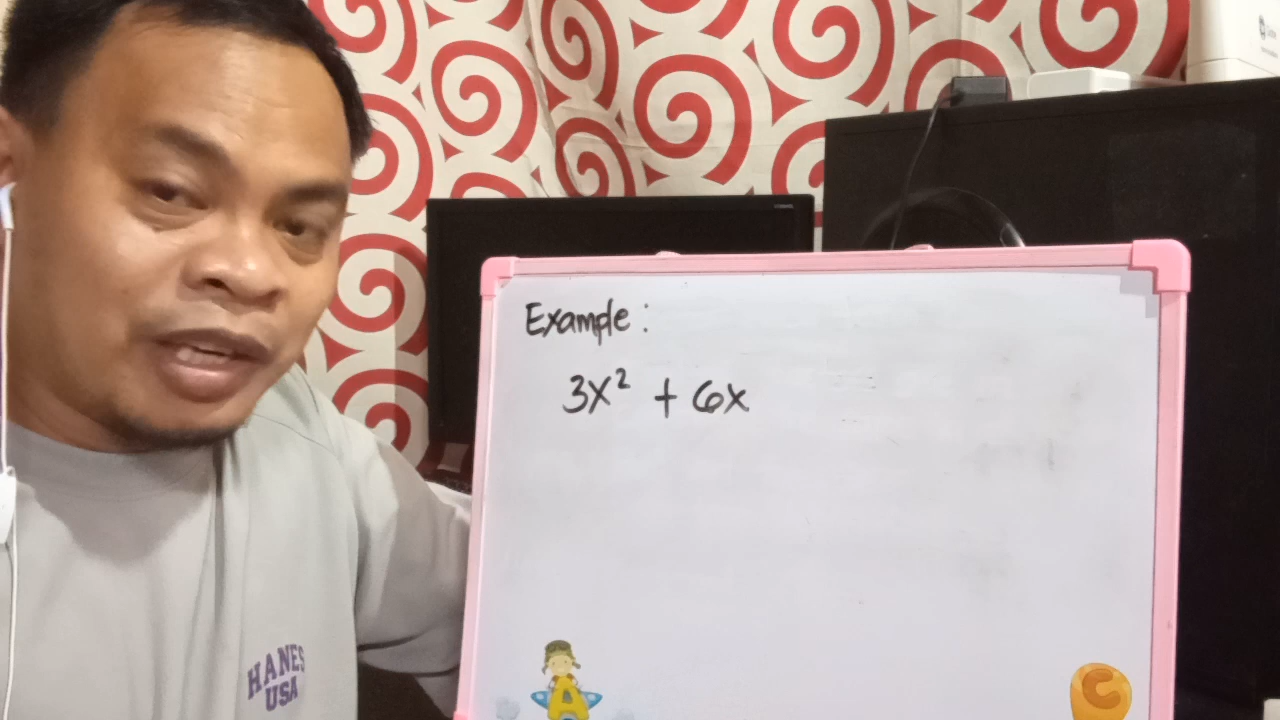 Example :
3x² + 6x
HANES
USA
A
C